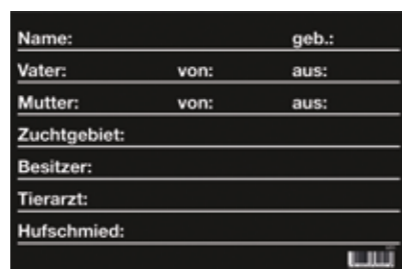 Name: geb.:
Vater: von: aus:
Mutter: von: aus:
Zuchtgebiet:
Besitzer:
Tierarzt:
Hufschmied: